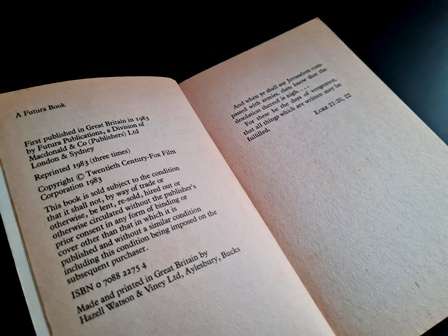 A Futura Book
First published in Great Britain in 1983
by Futura Publications, a Division of
Macdonald & Co (Publishers) Ltd
London & Sydney
Reprinted 1983 (three times)
Copyright © Twentieth Century-Fox Film
Corporation 1983
This book is sold subject to the condition
that it shall not, by way of trade or
otherwise, be lent, re-sold, hired out or
otherwise circulated without the publisher's
prior consent in any form of binding or
cover other than that in which it is
published and without a similar condition
including this condition being imposed on the
subsequent purchaser.
ISBN 0 7088 2275 4
Made and printed in Great Britain by
Hazell Watson & Viney Ltd, Aylesbury, Bucks
And when ye shall see Jerusalem com-
passed with armies, then know that the
desolation thereof is nigh. . . .
For these be the days of vengeance,
that all things which are written may be
fulfilled.
LUKE 21:20, 22